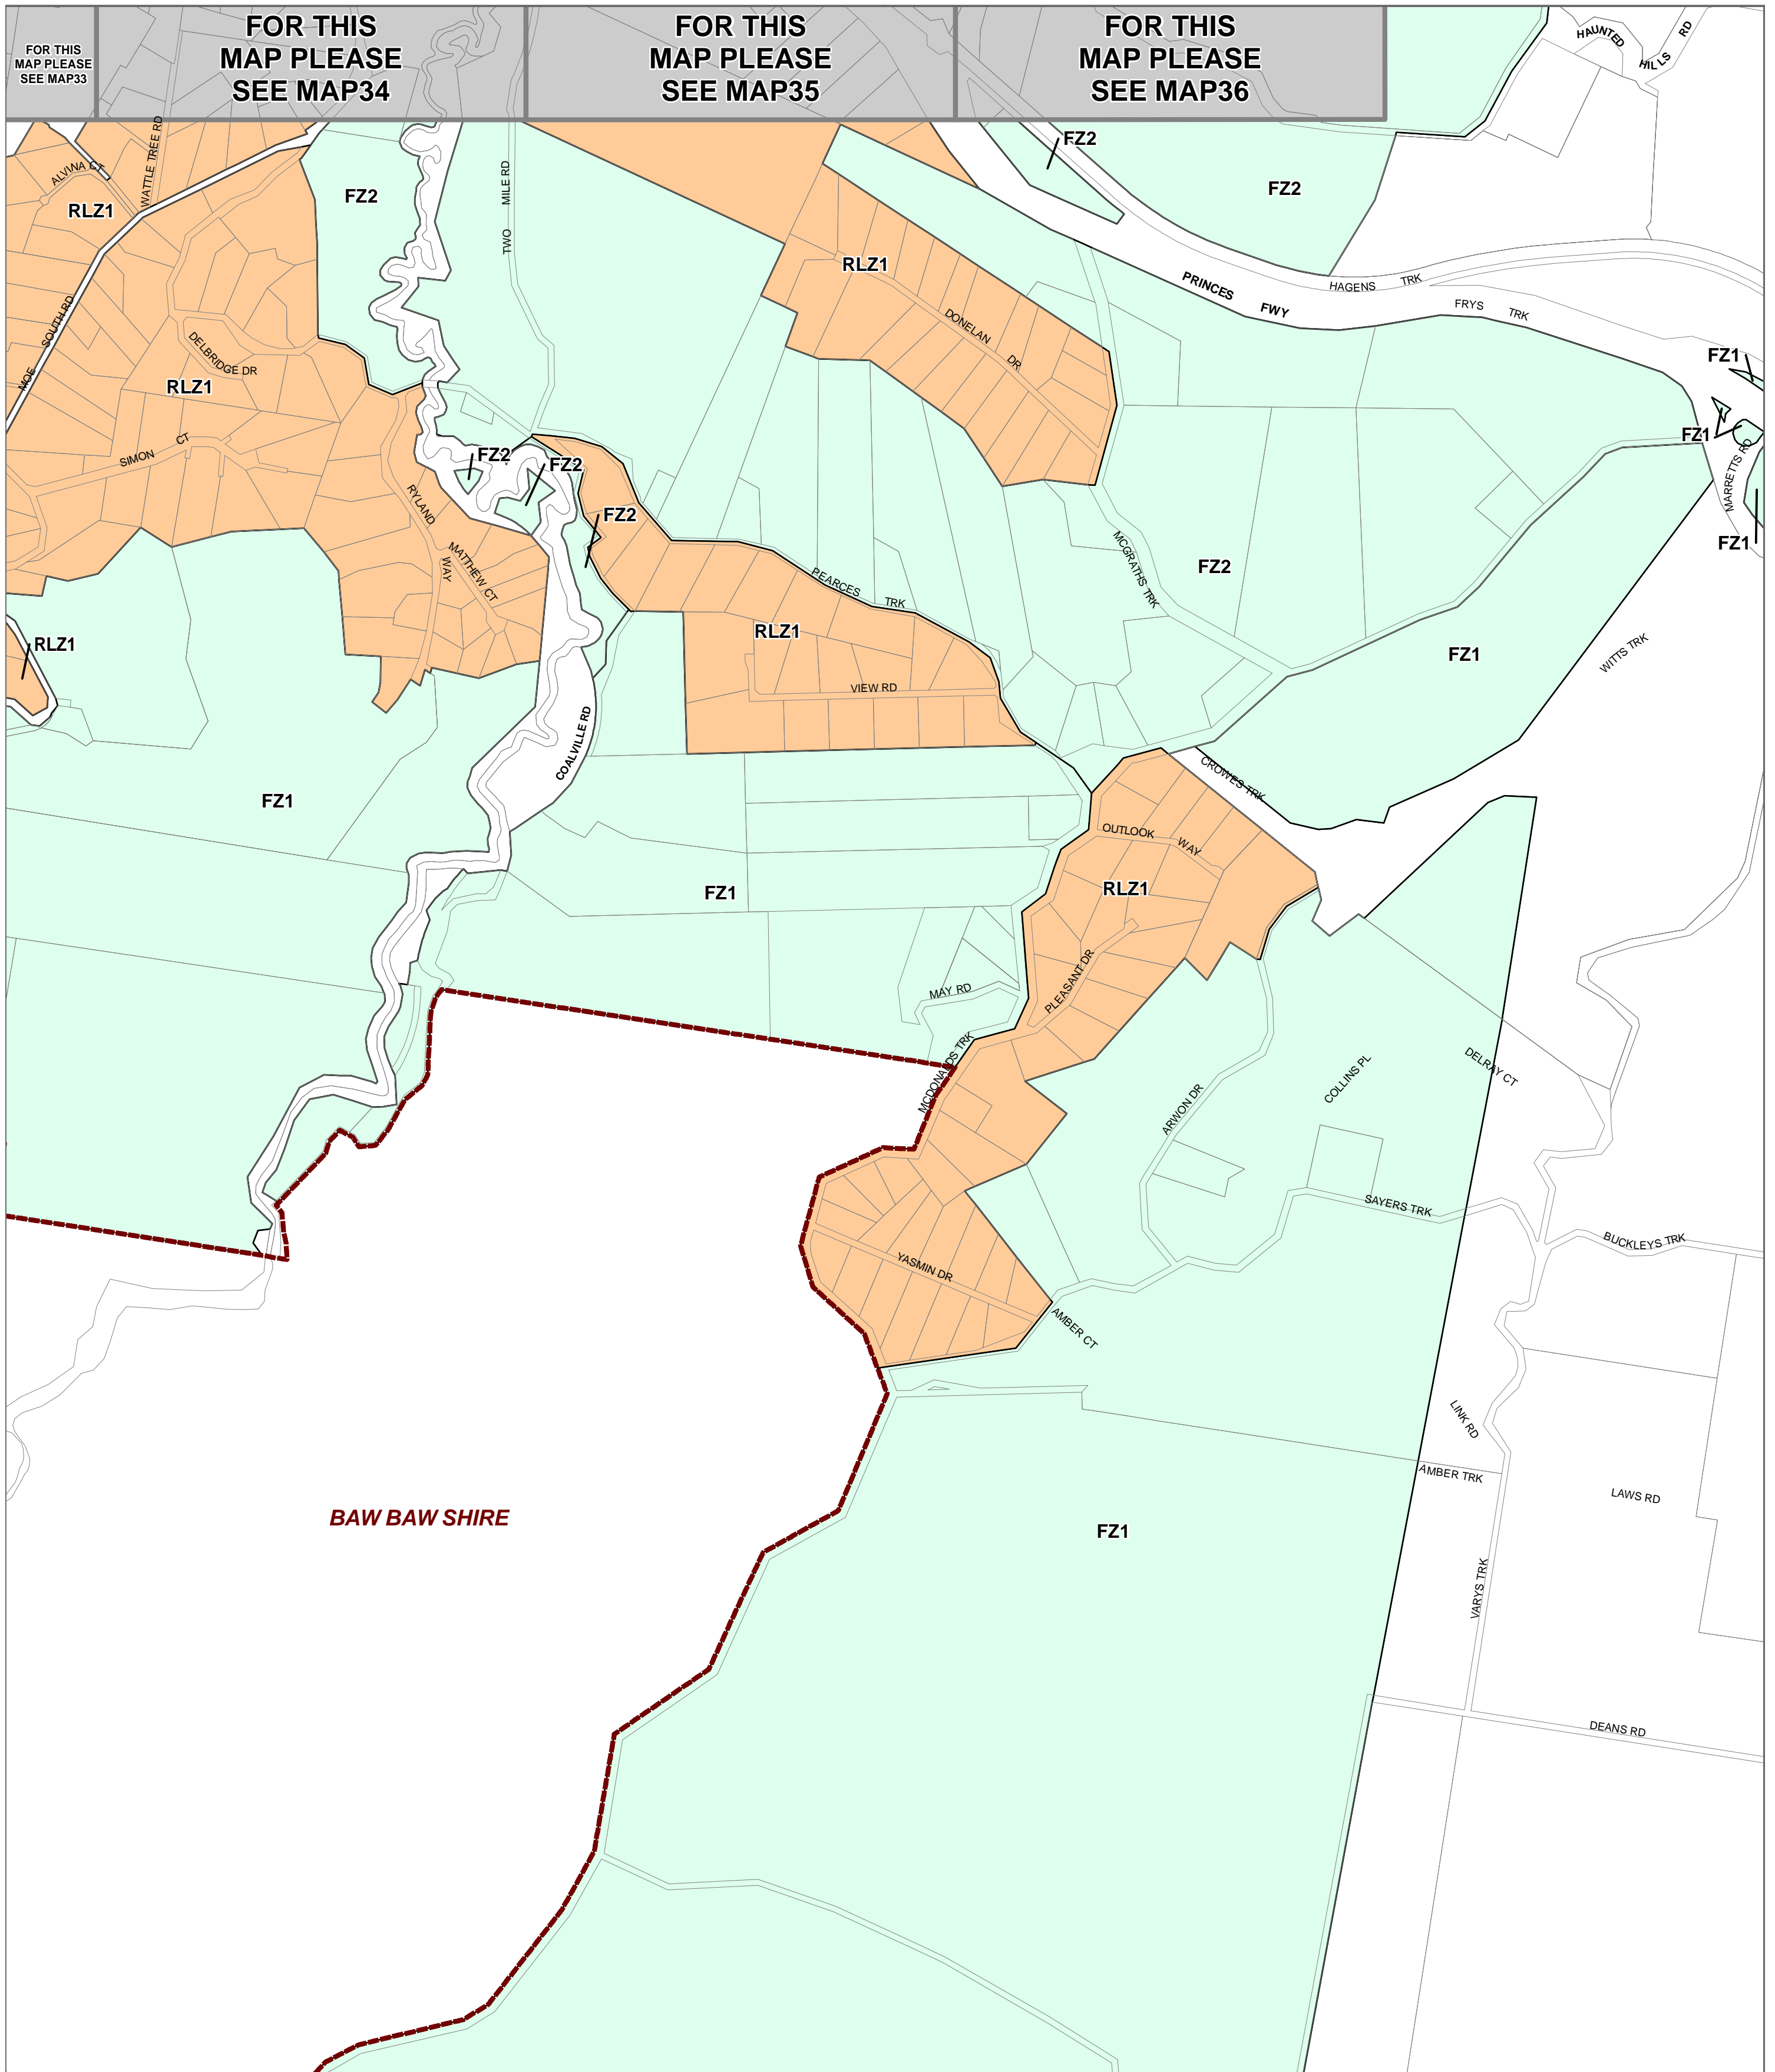 FOR THIS
MAP PLEASE
SEE MAP33
FOR THIS
MAP PLEASE
SEE MAP34
FOR THIS
MAP PLEASE
SEE MAP35
FOR THIS
MAP PLEASE
SEE MAP36
HAUNTED
HILLS
RD
FZ2
ALVINA CT
WATTLE TREE RD
RLZ1
FZ2
TWO
MILE RD
FZ2
RLZ1
PRINCES
FWY
HAGENS
TRK
FRYS
TRK
MOE
SOUTH RD
DELBRIDGE DR
RLZ1
DONELAN
DR
FZ1
FZ1
MARRETTS RD
FZ1
SIMON
CT
FZ2
FZ2
FZ2
RYLAND
WAY
MATTHEW CT
PEARCES
TRK
MCGRATHS TRK
FZ2
RLZ1
RLZ1
FZ1
WITTS TRK
VIEW RD
COALVILLE RD
CROWES TRK
FZ1
OUTLOOK
WAY
FZ1
RLZ1
PLEASANT DR
MAY RD
MCDONALDS TRK
ARWON DR
COLLINS PL
DELRAY CT
SAYERS TRK
BUCKLEYS TRK
YASMIN DR
AMBER CT
LINK RD
AMBER TRK
LAWS RD
BAW BAW SHIRE
FZ1
VARYS TRK
DEANS RD